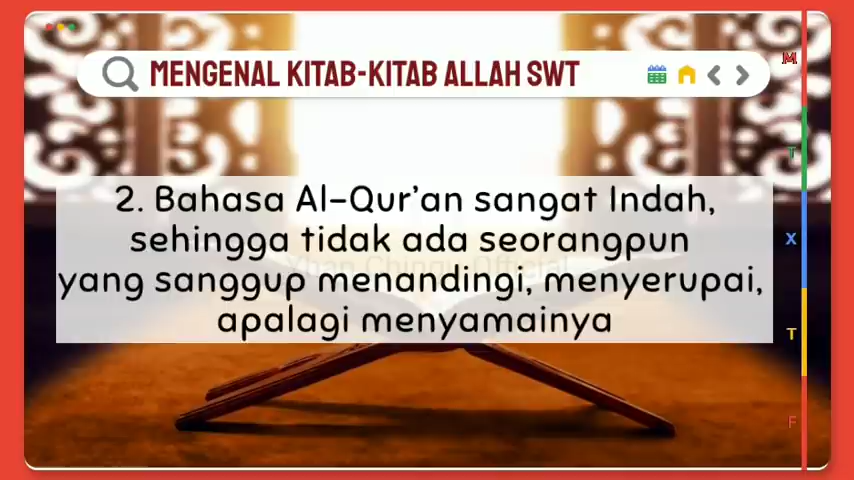 MENGENAL KITAB-KITAB ALLAH SWT
M
T
X
T
F
2. Bahasa Al-Qur'an sangat Indah,
sehingga tidak ada seorangpun
yang sanggup menandingi, menyerupai,
apalagi menyamainya